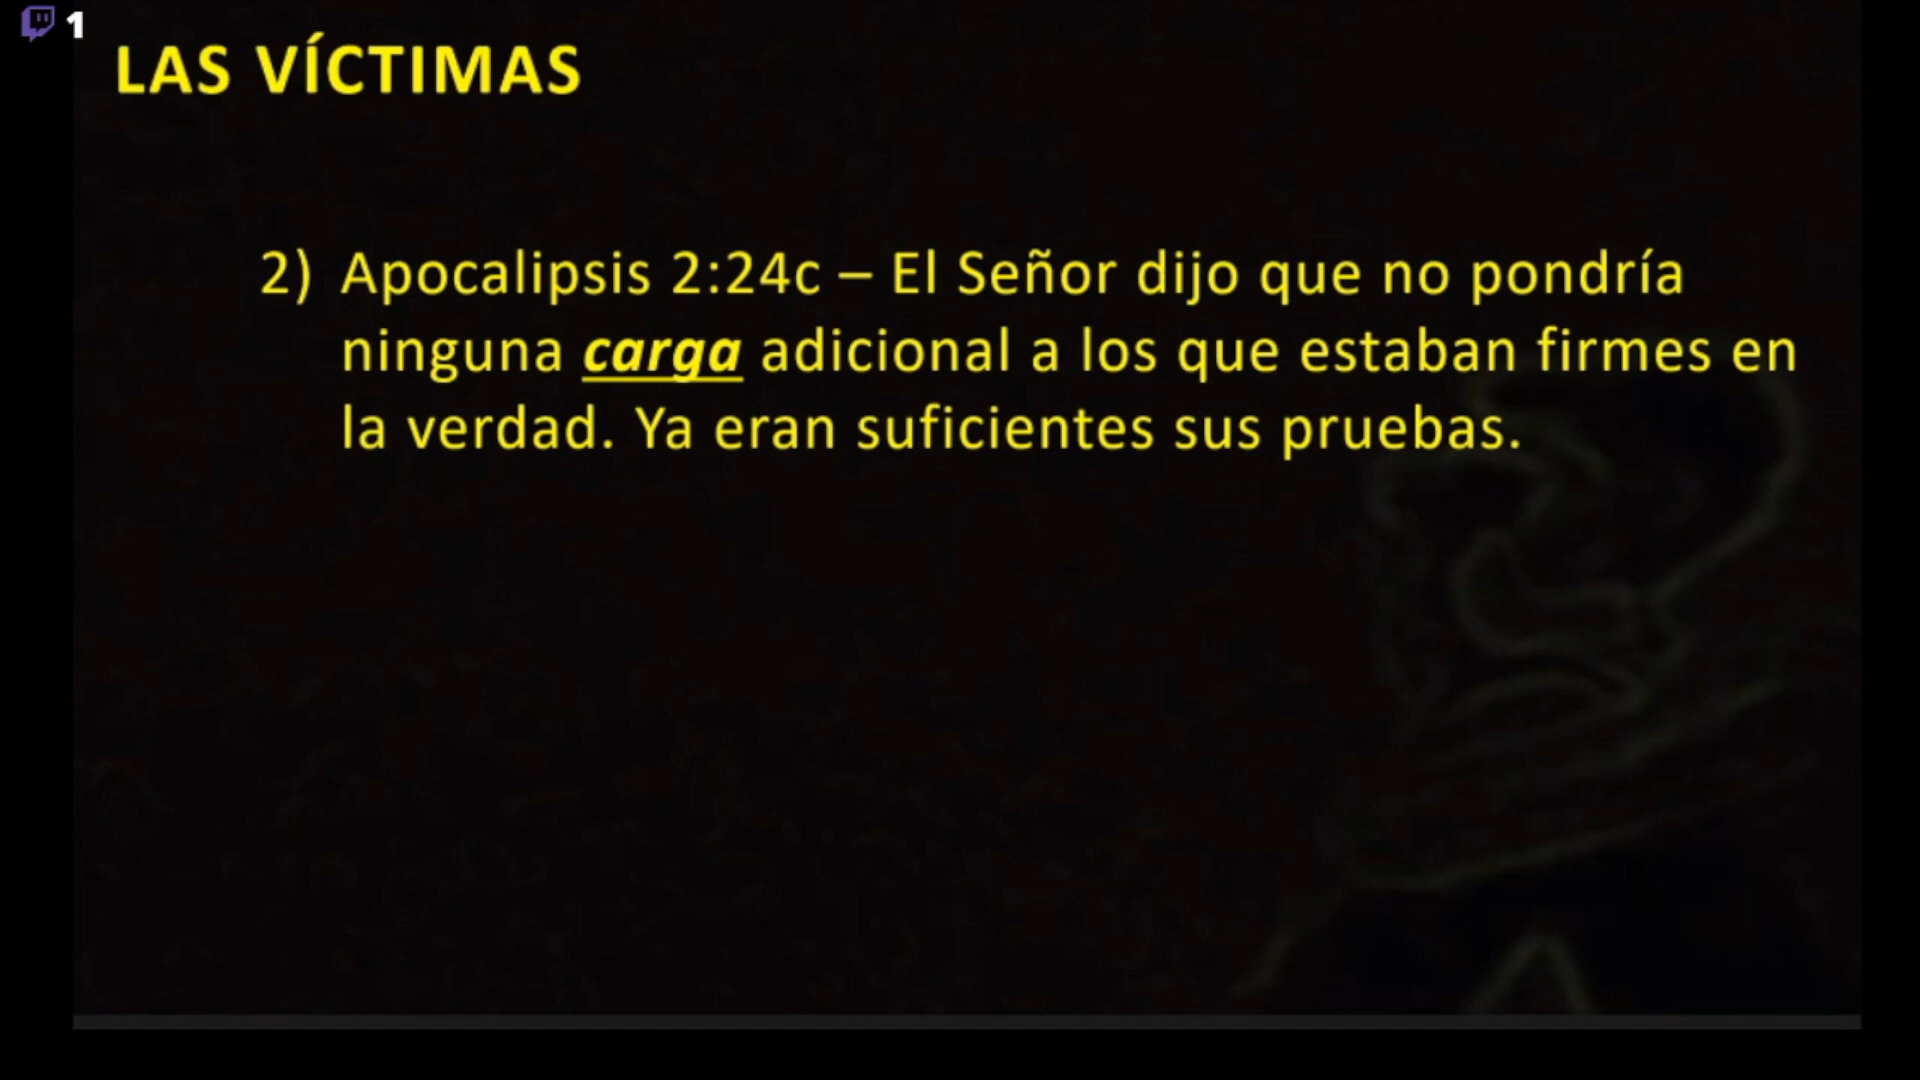 1
LAS VÍCTIMAS
2) Apocalipsis 2:24c – El Señor dijo que no pondría
ninguna carga adicional a los que estaban firmes en
la verdad. Ya eran suficientes sus pruebas.